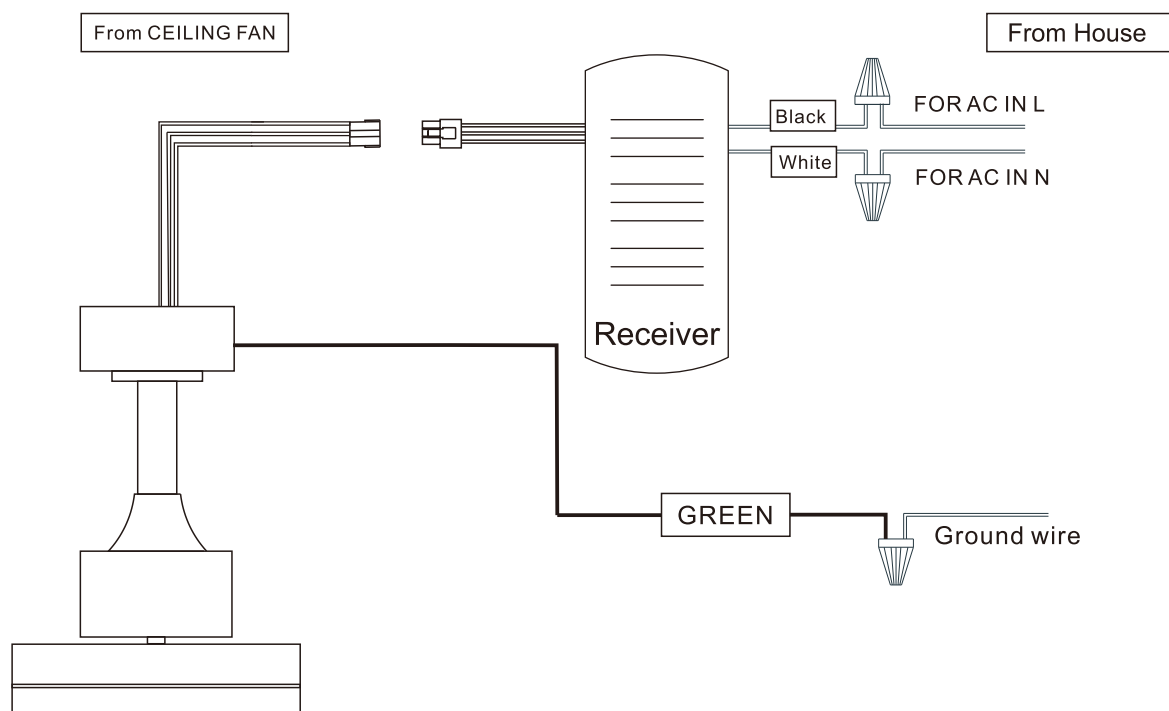 From CEILING FAN
From House
Black
FOR AC IN L
White
FOR AC IN N
Receiver
GREEN
Ground wire